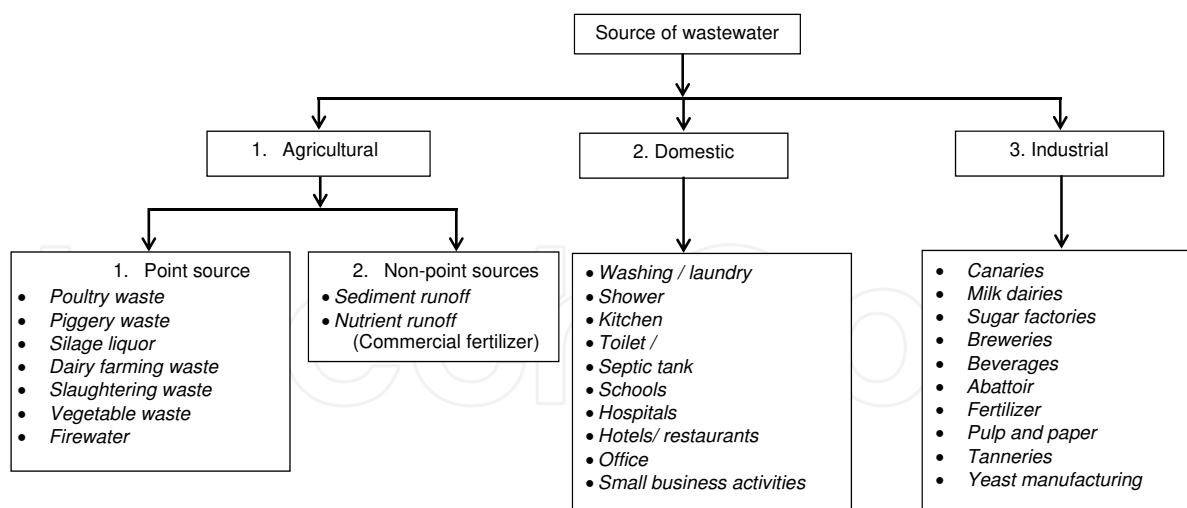 Source of wastewater
1. Agricultural
2. Domestic
3. Industrial
1. Point source
• Poultry waste
• Piggery waste
• Silage liquor
• Dairy farming waste
• Slaughtering waste
• Vegetable waste
• Firewater
2. Non-point sources
• Sediment runoff
• Nutrient runoff
(Commercial fertilizer)
• Washing / laundry
• Shower
• Kitchen
• Toilet /
• Septic tank
• Schools
• Hospitals
• Hotels/ restaurants
• Office
• Small business activities
• Canaries
• Milk dairies
• Sugar factories
• Breweries
• Beverages
• Abattoir
• Fertilizer
• Pulp and paper
• Tanneries
• Yeast manufacturing